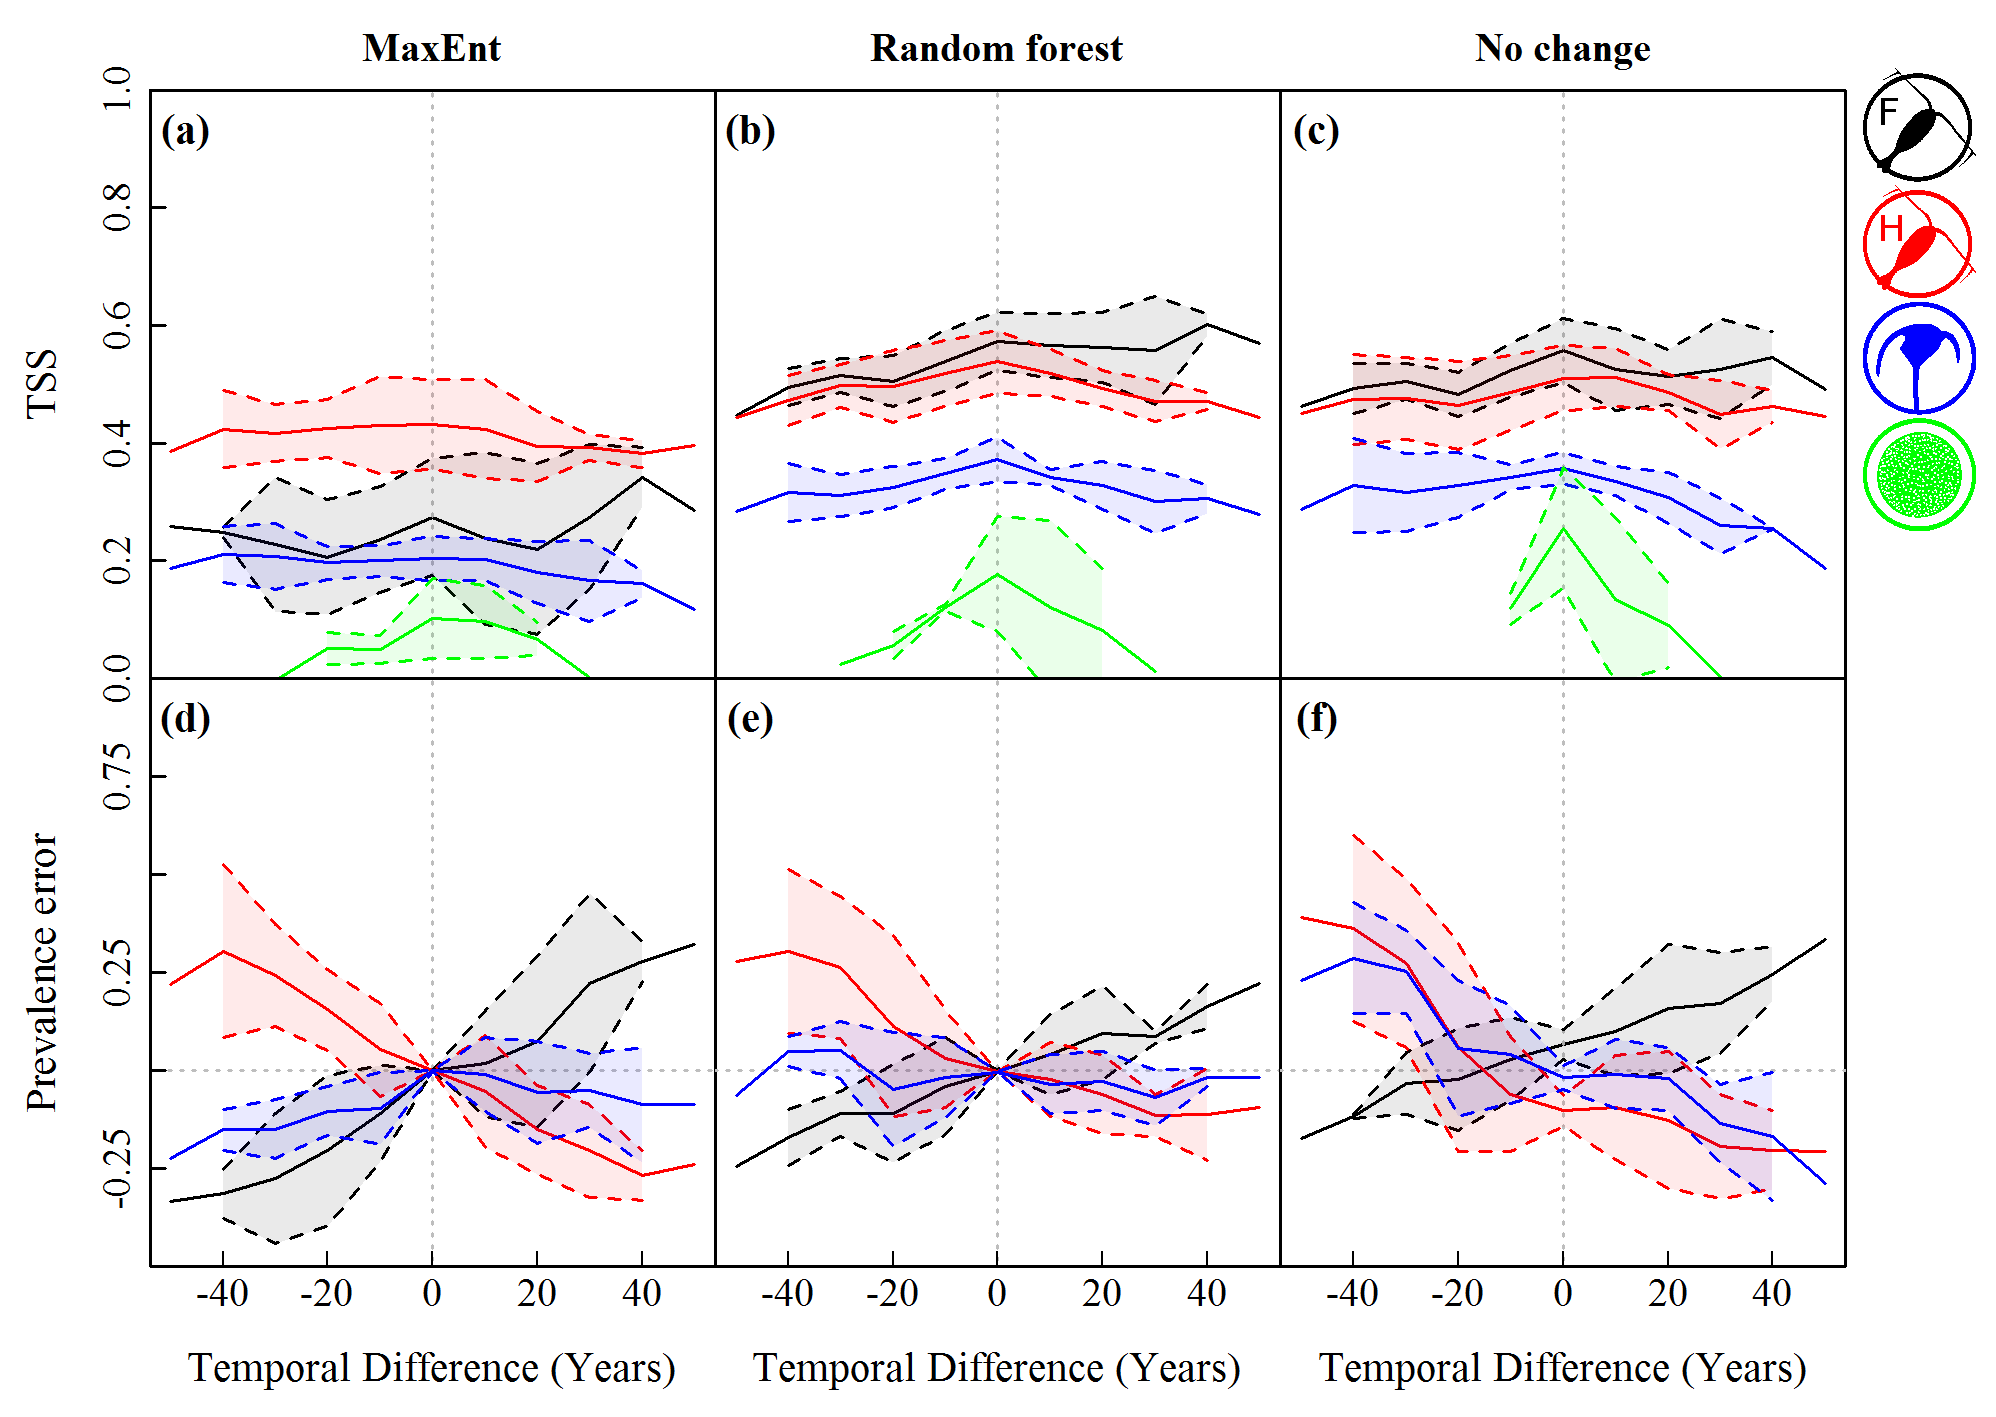 MaxEnt Random forest No change
(a) (b) (c)
F
H
TSS
1.0
0.8
0.6
0.4
0.2
0.0
(d) (e) (f)
Prevalence error
0.75
0.25
-0.25
-40 -20 0 20 40 -40 -20 0 20 40 -40 -20 0 20 40
Temporal Difference (Years) Temporal Difference (Years) Temporal Difference (Years)